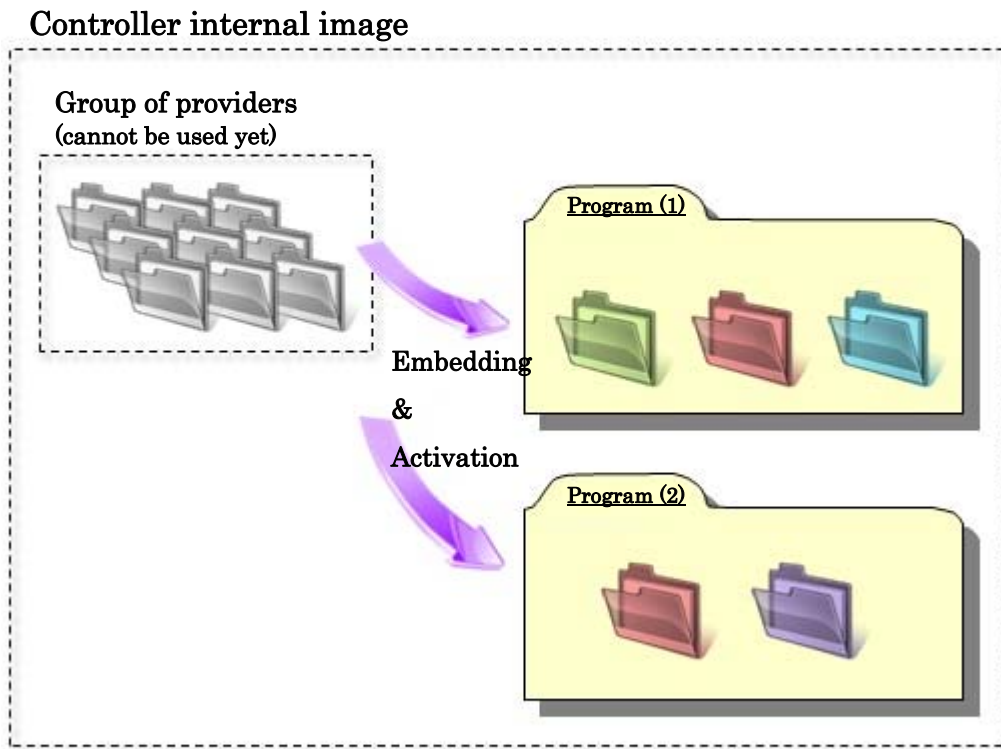 Controller internal image
Group of providers
(cannot be used yet)
Program (1)
Embedding
&
Activation
Program (2)